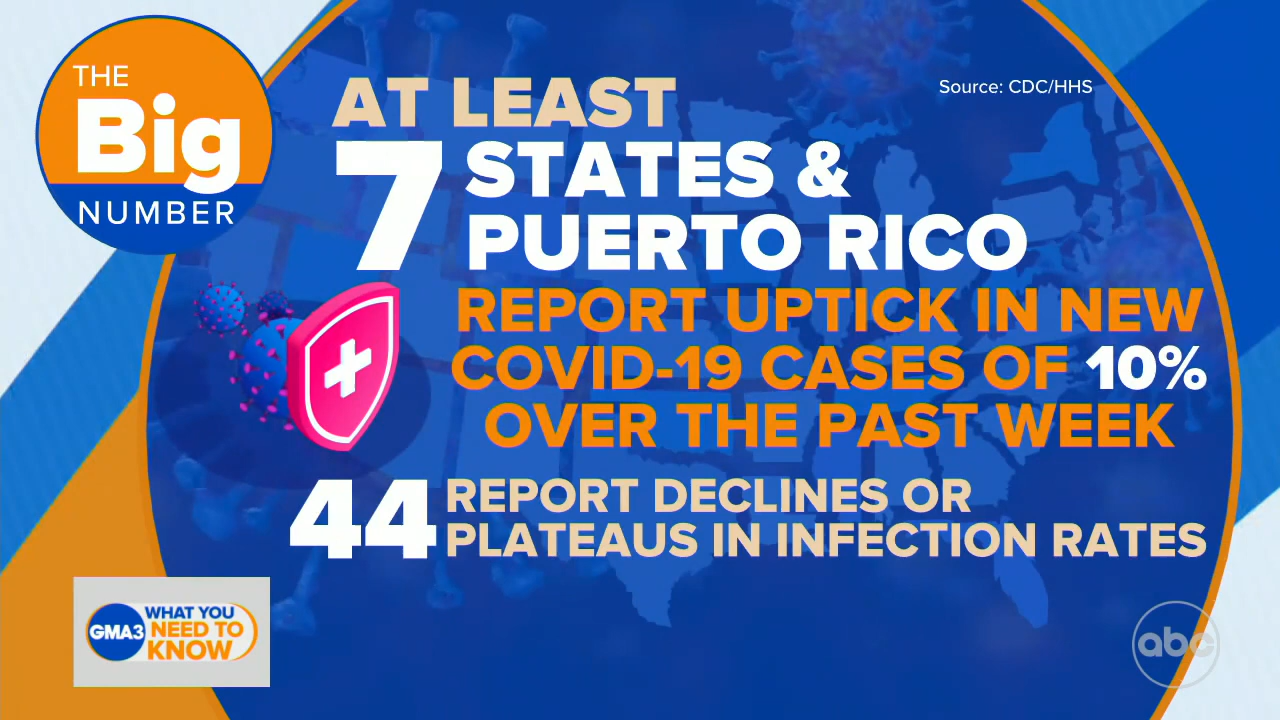 THE
Big
NUMBER
Source: CDC/HHS
AT LEAST
7 STATES &
PUERTO RICO
REPORT UPTICK IN NEW
COVID-19 CASES OF 10%
OVER THE PAST WEEK
44 REPORT DECLINES OR
PLATEAUS IN INFECTION RATES
GMA3 WHAT YOU
NEED TO
KNOW
abc